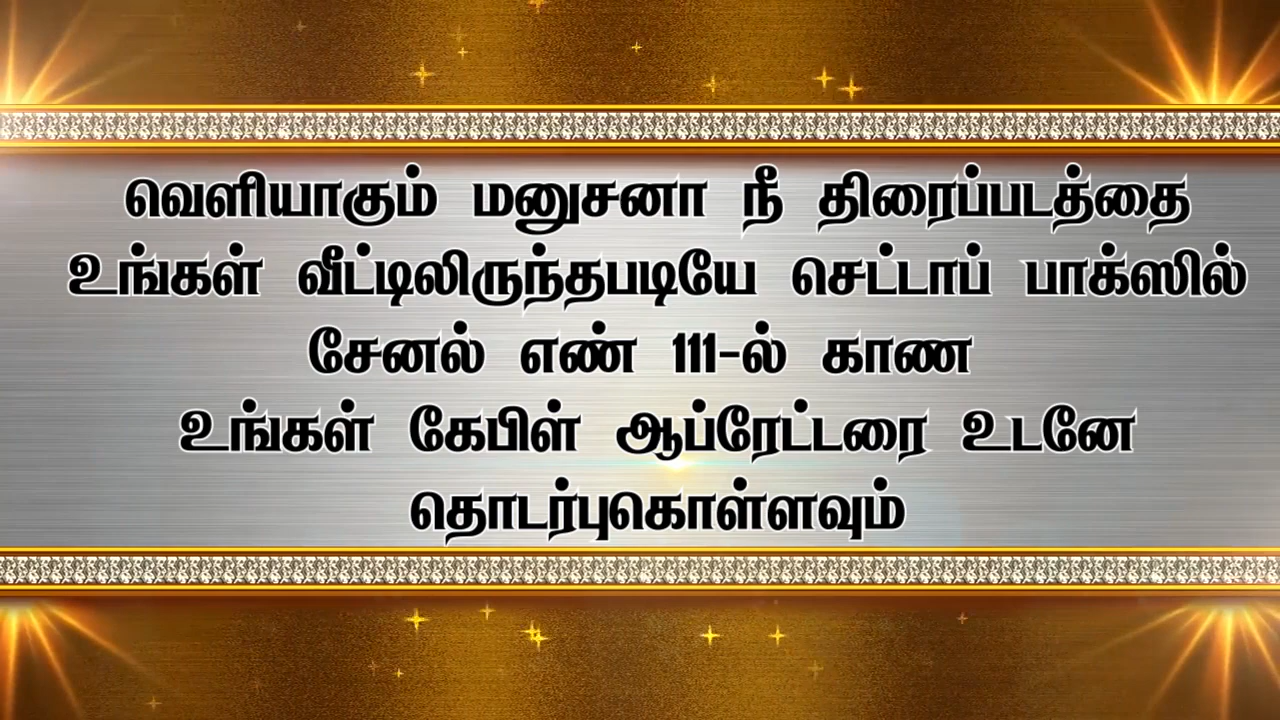 வெளியாகும் மனுசனா நீ திரைப்படத்தை
உங்கள் வீட்டிலிருந்தபடியே செட்டாப் பாக்ஸில்
சேனல் எண் 111-ல் காண
உங்கள் கேபிள் ஆப்ரேட்டரை உடனே
தொடர்புகொள்ளவும்